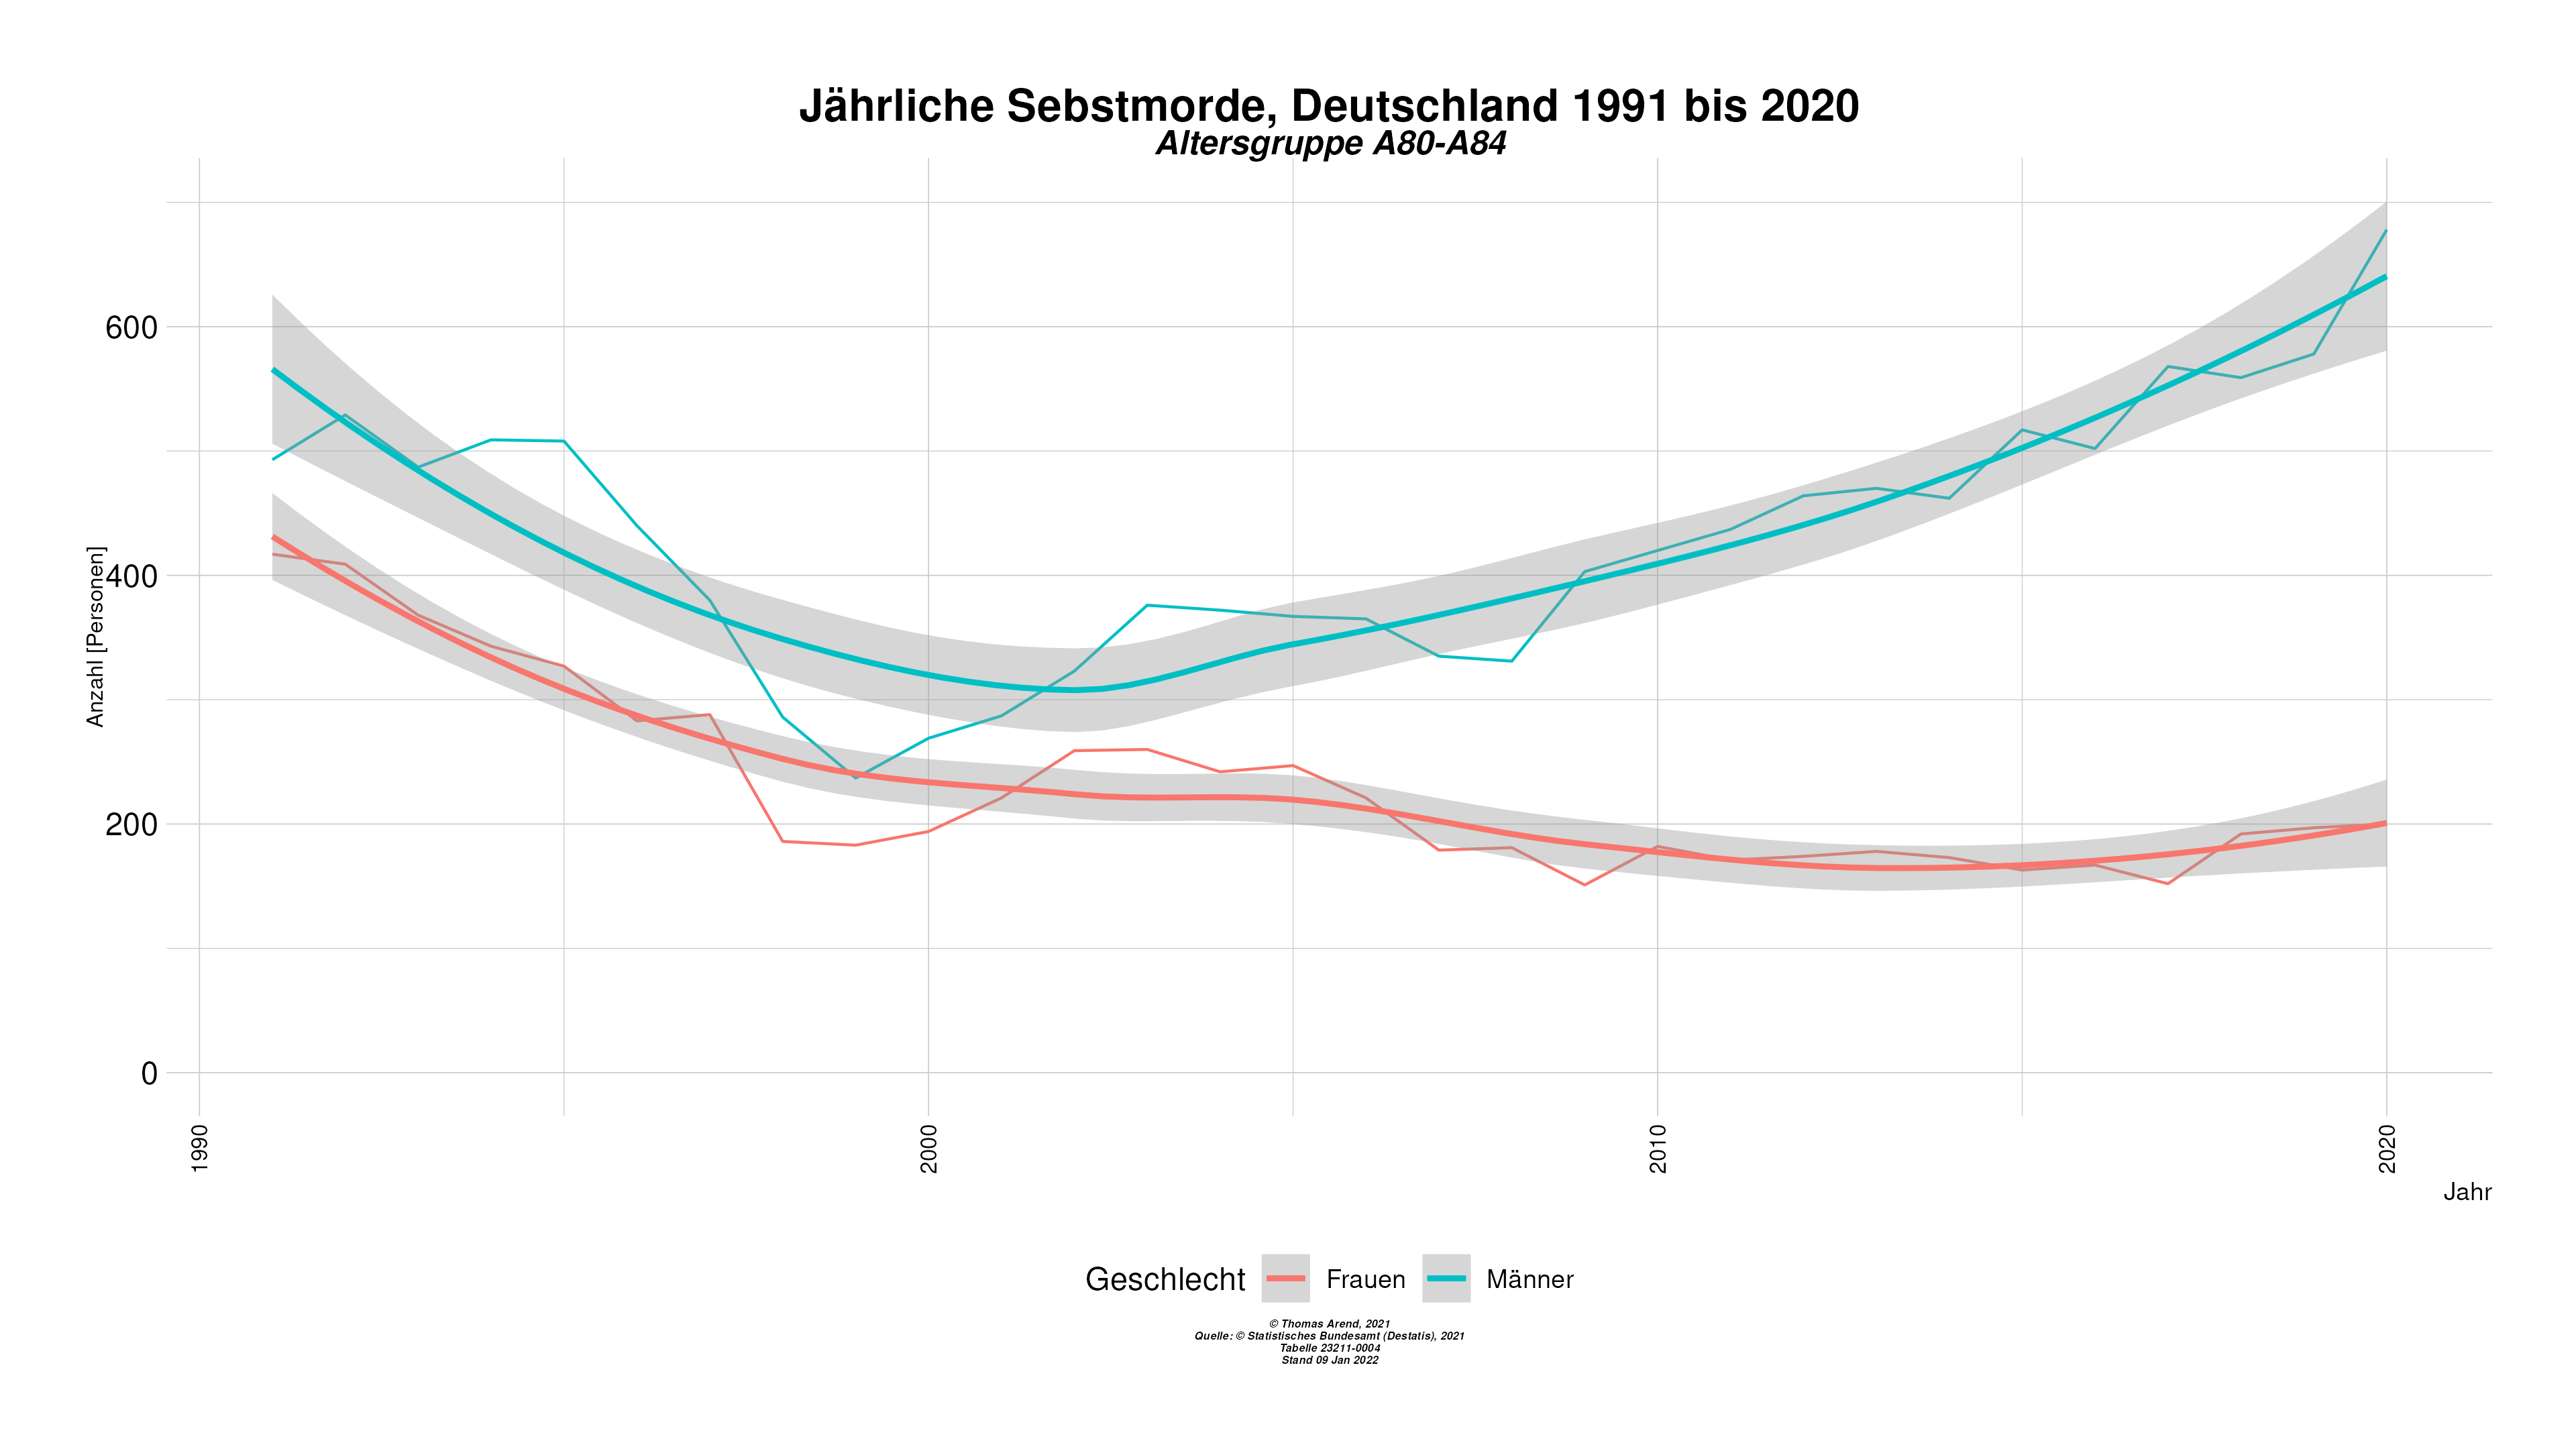 Jährliche Sebstmorde, Deutschland 1991 bis 2020
Altersgruppe A80-A84
Anzahl [Personen]
600
400
200
0
1990
2000
2010
2020
Jahr
Geschlecht Frauen Männer
© Thomas Arend, 2021
Quelle: © Statistisches Bundesamt (Destatis), 2021
Tabelle 23211-0004
Stand 09 Jan 2022